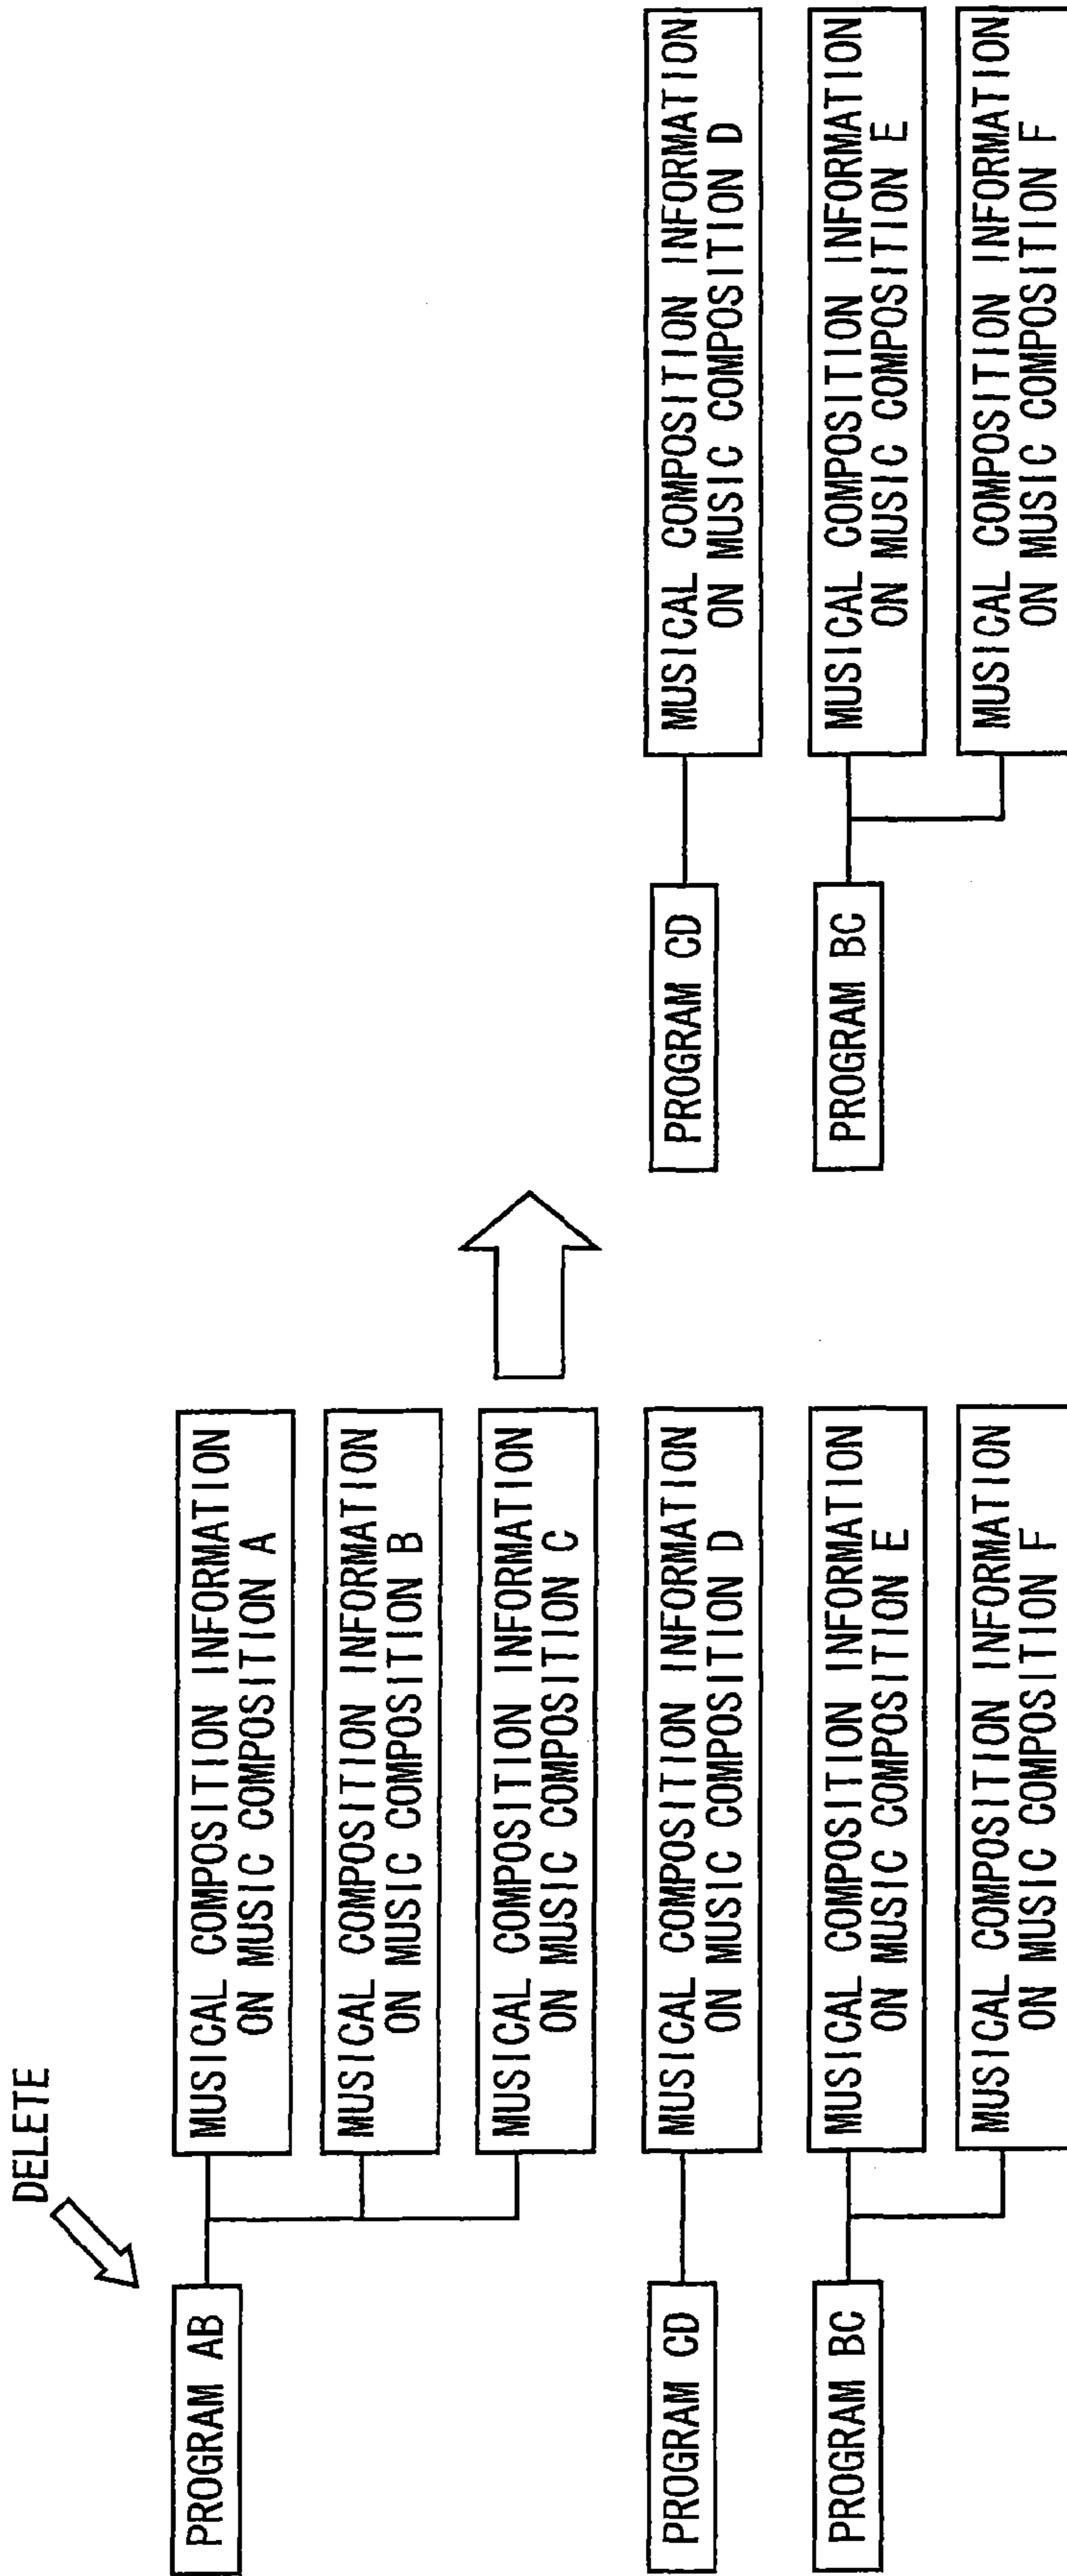 DELETE
PROGRAM AB
MUSICAL COMPOSITION INFORMATION
ON MUSIC COMPOSITION A
MUSICAL COMPOSITION INFORMATION
ON MUSIC COMPOSITION B
MUSICAL COMPOSITION INFORMATION
ON MUSIC COMPOSITION C
PROGRAM CD
MUSICAL COMPOSITION INFORMATION
ON MUSIC COMPOSITION D
PROGRAM BC
MUSICAL COMPOSITION INFORMATION
ON MUSIC COMPOSITION E
MUSICAL COMPOSITION INFORMATION
ON MUSIC COMPOSITION F
PROGRAM CD
MUSICAL COMPOSITION INFORMATION
ON MUSIC COMPOSITION D
PROGRAM BC
MUSICAL COMPOSITION INFORMATION
ON MUSIC COMPOSITION E
MUSICAL COMPOSITION INFORMATION
ON MUSIC COMPOSITION F